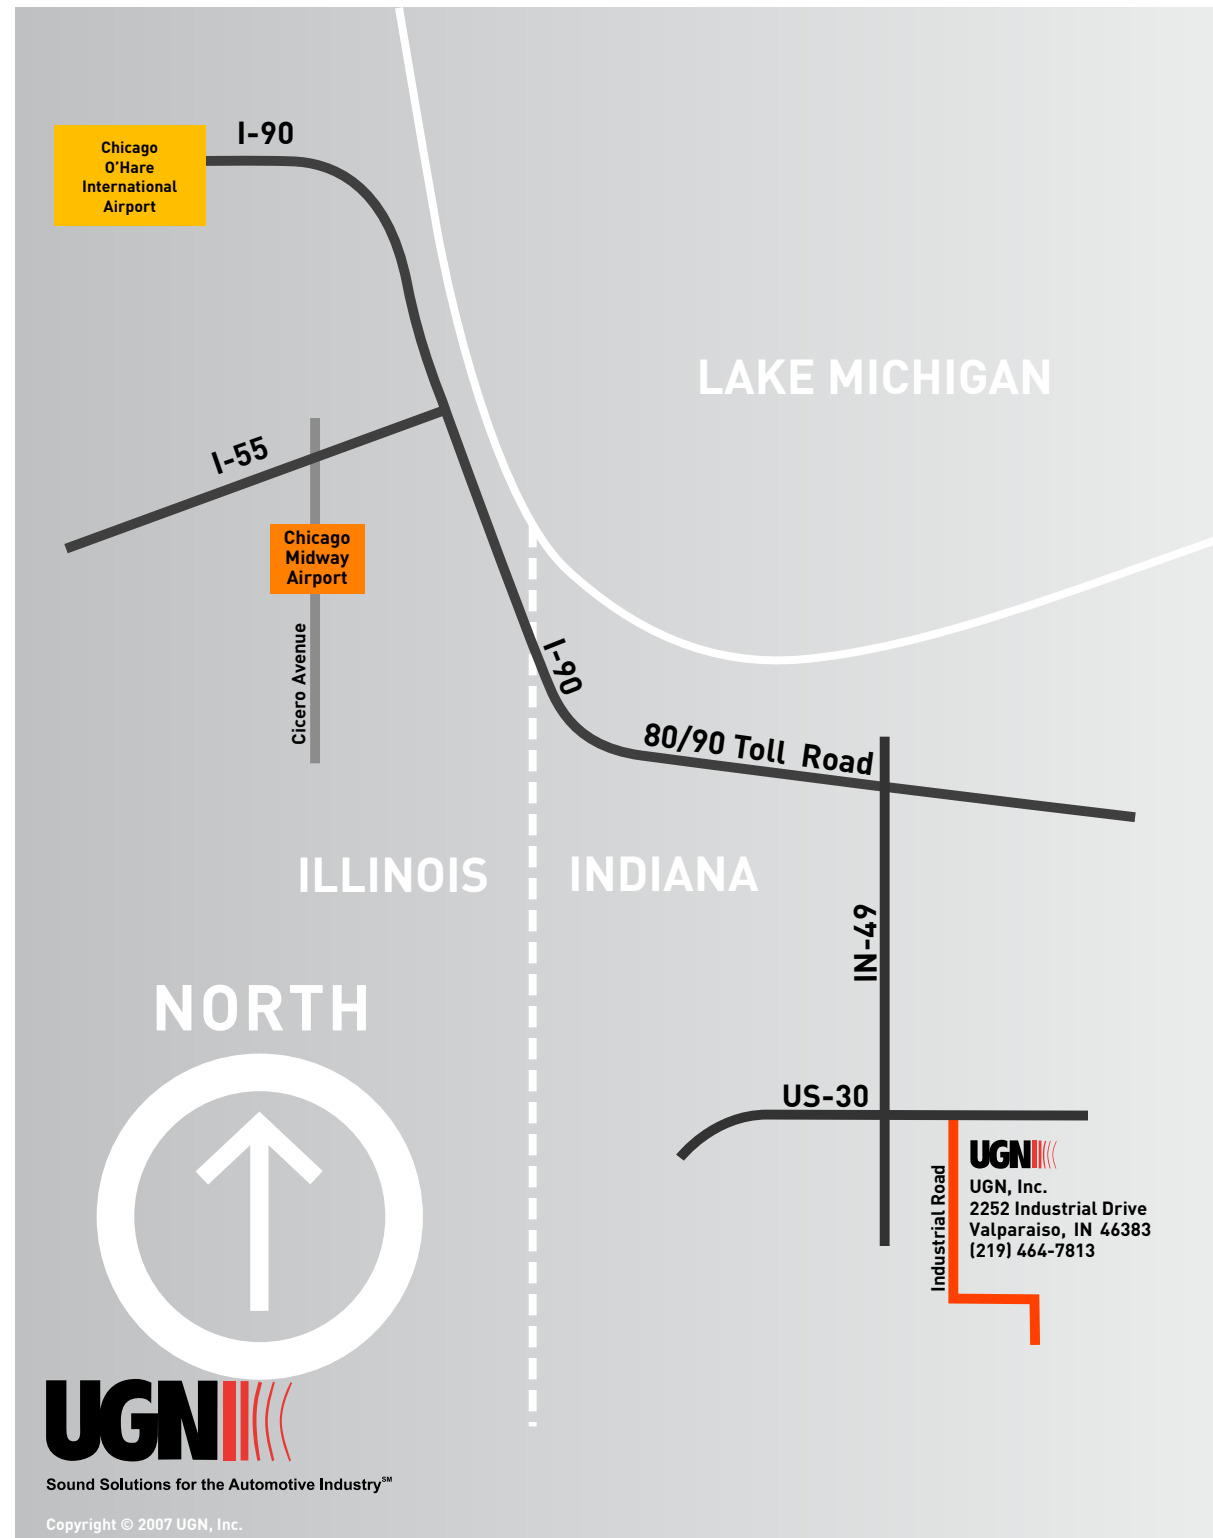 I-90
Chicago
O'Hare
International
Airport
LAKE MICHIGAN
I-55
Chicago
Midway
Airport
Cicero Avenue
I-90
80/90 Toll Road
ILLINOIS
INDIANA
IN-49
NORTH
US-30
Industrial Road
UGN
UGN, Inc.
2252 Industrial Drive
Valparaiso, IN 46383
(219) 464-7813
UGN
Sound Solutions for the Automotive Industry℠
Copyright © 2007 UGN, Inc.